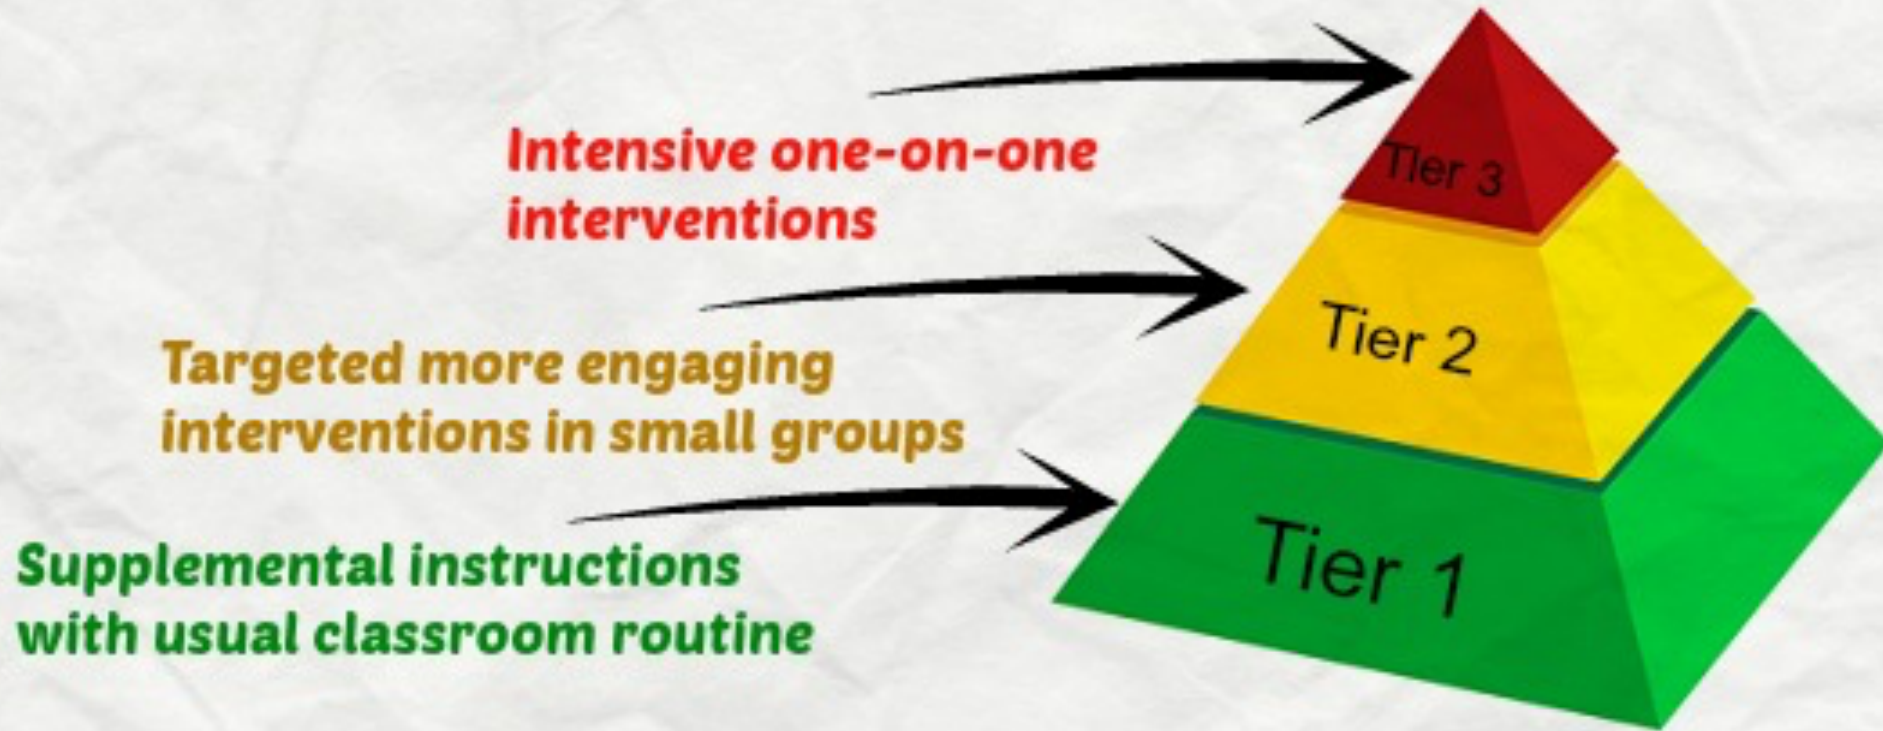 Intensive one-on-one
interventions
Tier 3
Targeted more engaging
interventions in small groups
Tier 2
Supplemental instructions
with usual classroom routine
Tier 1